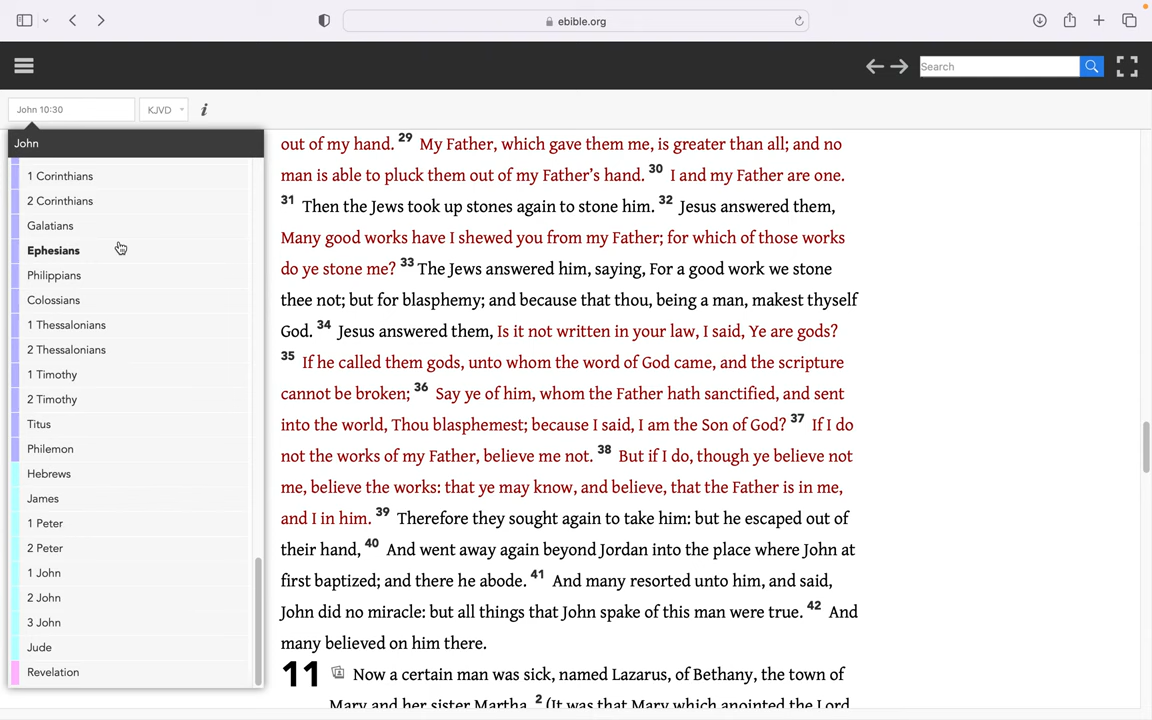 ebible.org
Search
John 10:30
KJVD
i
John
1 Corinthians
2 Corinthians
Galatians
Ephesians
Philippians
Colossians
1 Thessalonians
2 Thessalonians
1 Timothy
2 Timothy
Titus
Philemon
Hebrews
James
1 Peter
2 Peter
1 John
2 John
3 John
Jude
Revelation
out of my hand. 29 My Father, which gave them me, is greater than all; and no
man is able to pluck them out of my Father’s hand. 30 I and my Father are one.
31 Then the Jews took up stones again to stone him. 32 Jesus answered them,
Many good works have I shewed you from my Father; for which of those works
do ye stone me? 33 The Jews answered him, saying, For a good work we stone
thee not; but for blasphemy; and because that thou, being a man, makest thyself
God. 34 Jesus answered them, Is it not written in your law, I said, Ye are gods?
35 If he called them gods, unto whom the word of God came, and the scripture
cannot be broken; 36 Say ye of him, whom the Father hath sanctified, and sent
into the world, Thou blasphemest; because I said, I am the Son of God? 37 If I do
not the works of my Father, believe me not. 38 But if I do, though ye believe not
me, believe the works: that ye may know, and believe, that the Father is in me,
and I in him. 39 Therefore they sought again to take him: but he escaped out of
their hand, 40 And went away again beyond Jordan into the place where John at
first baptized; and there he abode. 41 And many resorted unto him, and said,
John did no miracle: but all things that John spake of this man were true. 42 And
many believed on him there.
11 Now a certain man was sick, named Lazarus, of Bethany, the town of
Mary and her sister Martha. 2 (It was that Mary which anointed the Lord